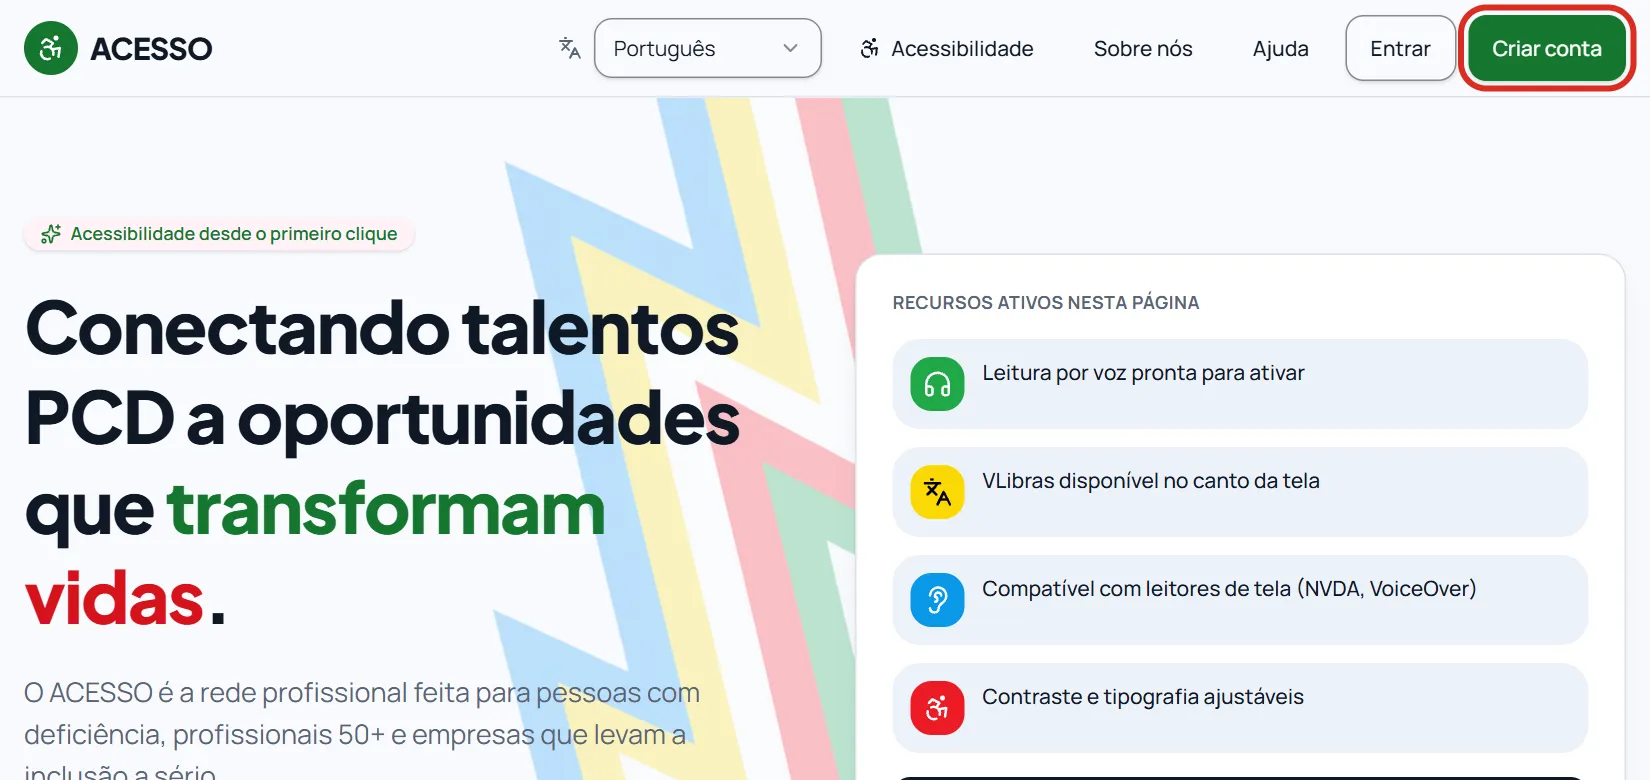 ACESSO
Português
Acessibilidade
Sobre nós
Ajuda
Entrar
Criar conta
Acessibilidade desde o primeiro clique
Conectando talentos
PCD a oportunidades
que transformam
vidas.
O ACESSO é a rede profissional feita para pessoas com
deficiência, profissionais 50+ e empresas que levam a
inclusão a sério.
RECURSOS ATIVOS NESTA PÁGINA
Leitura por voz pronta para ativar
VLibras disponível no canto da tela
Compatível com leitores de tela (NVDA, VoiceOver)
Contraste e tipografia ajustáveis